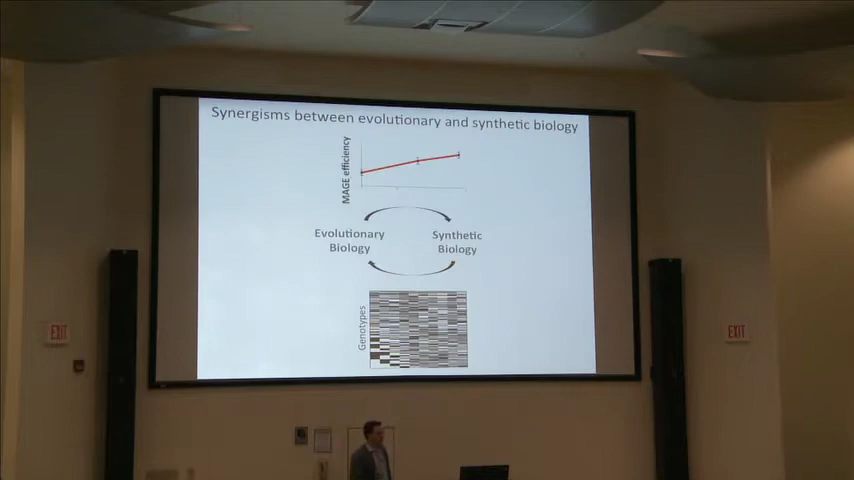 Synergisms between evolutionary and synthetic biology
MAGE efficiency
Evolutionary
Biology
Synthetic
Biology
Genotypes
EXIT
EXIT